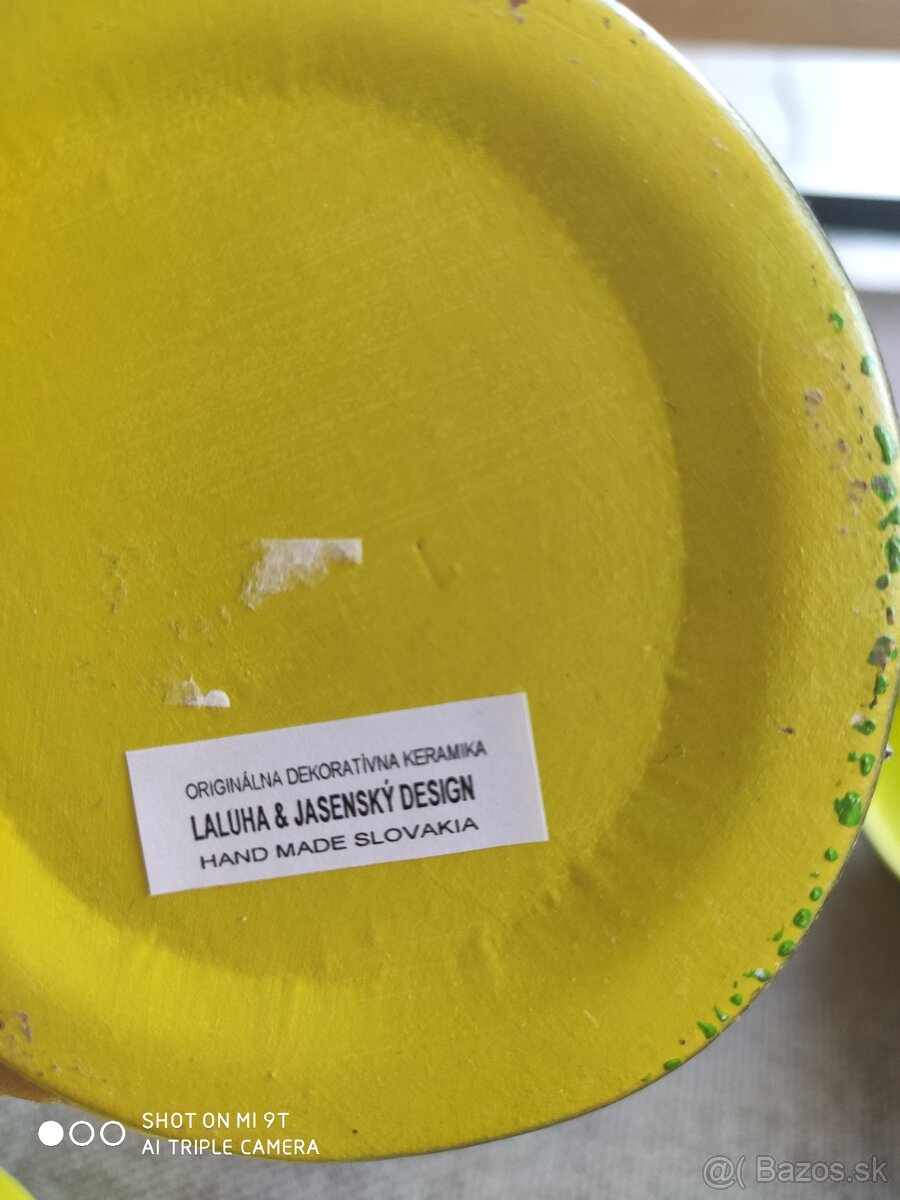 ORIGINÁLNA DEKORATÍVNA KERAMIKA
LALUHA & JASENSKÝ DESIGN
HAND MADE SLOVAKIA
SHOT ON MI 9T
AI TRIPLE CAMERA
@( Bazos.sk